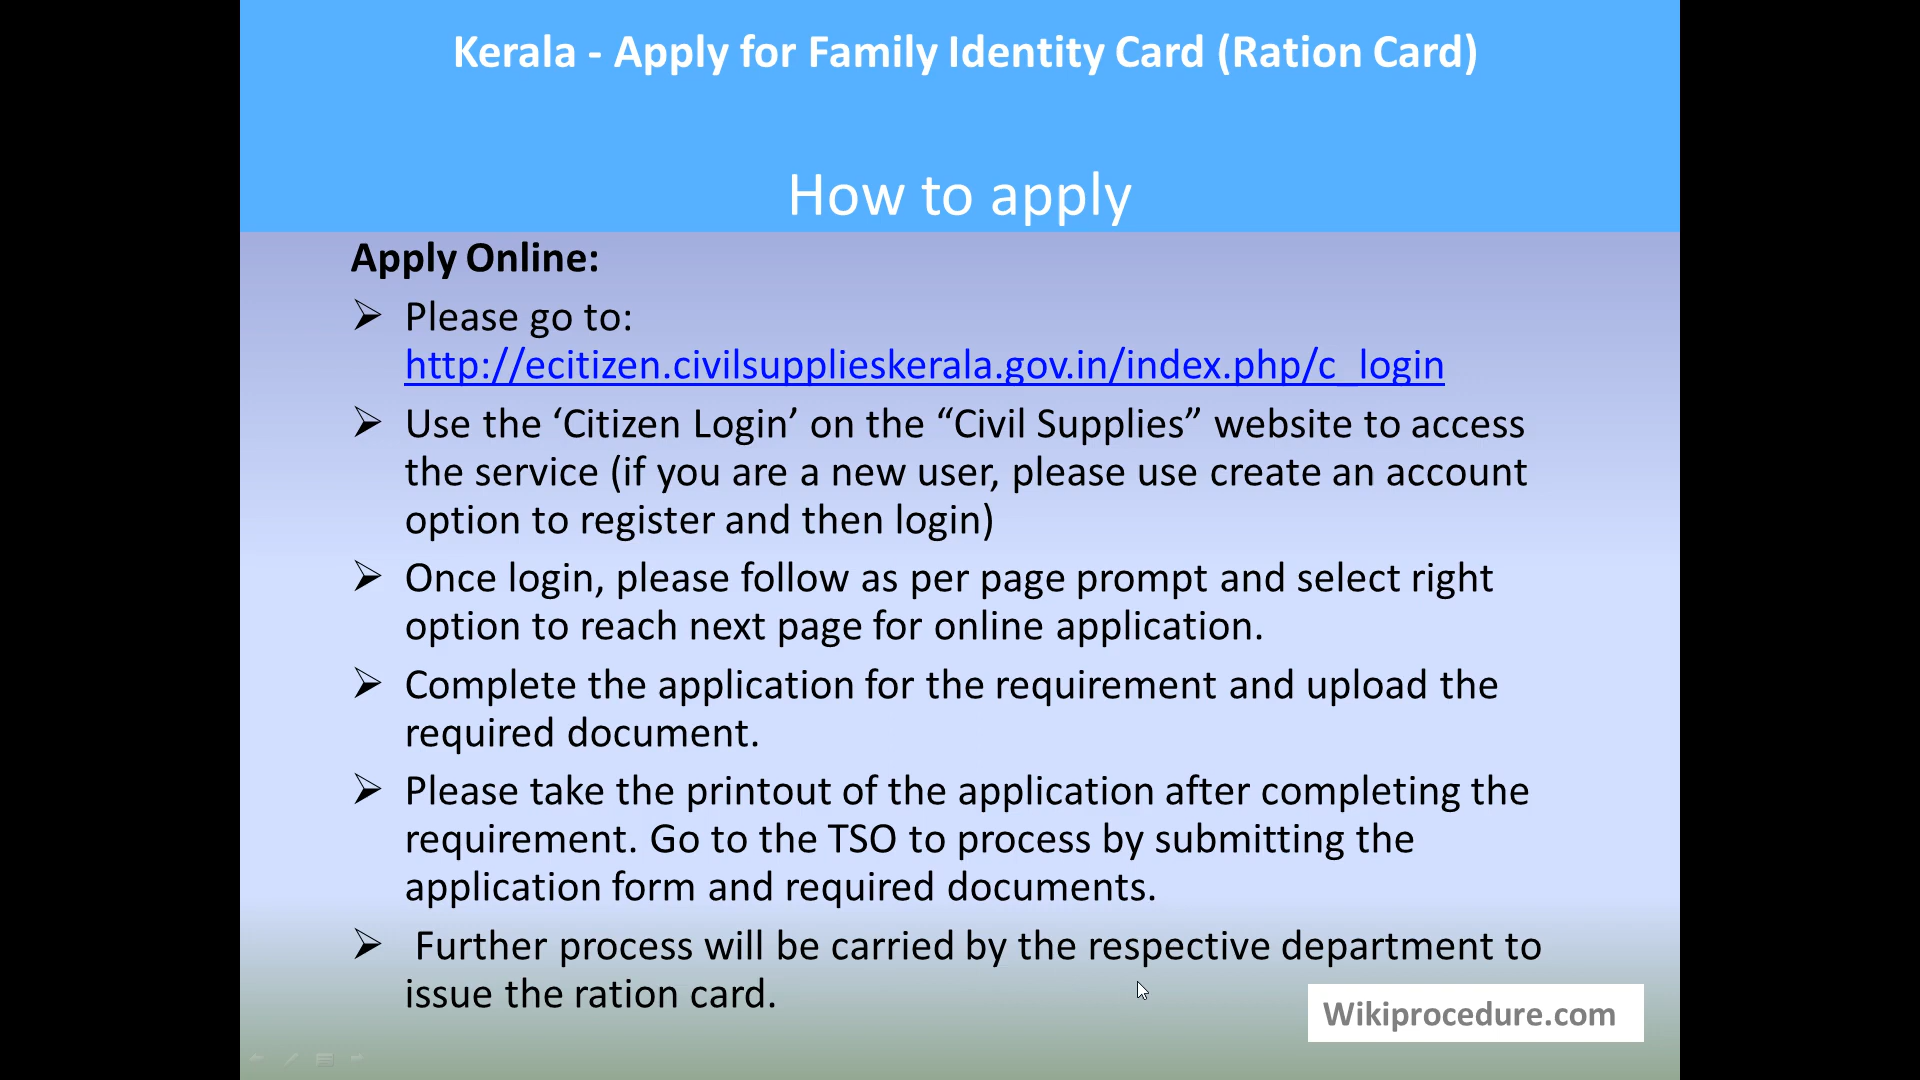 Kerala - Apply for Family Identity Card (Ration Card)
How to apply
Apply Online:
➢ Please go to:
http://ecitizen.civilsupplieskerala.gov.in/index.php/c_login
➢ Use the ‘Citizen Login’ on the “Civil Supplies” website to access
the service (if you are a new user, please use create an account
option to register and then login)
➢ Once login, please follow as per page prompt and select right
option to reach next page for online application.
➢ Complete the application for the requirement and upload the
required document.
➢ Please take the printout of the application after completing the
requirement. Go to the TSO to process by submitting the
application form and required documents.
➢ Further process will be carried by the respective department to
issue the ration card.
Wikiprocedure.com